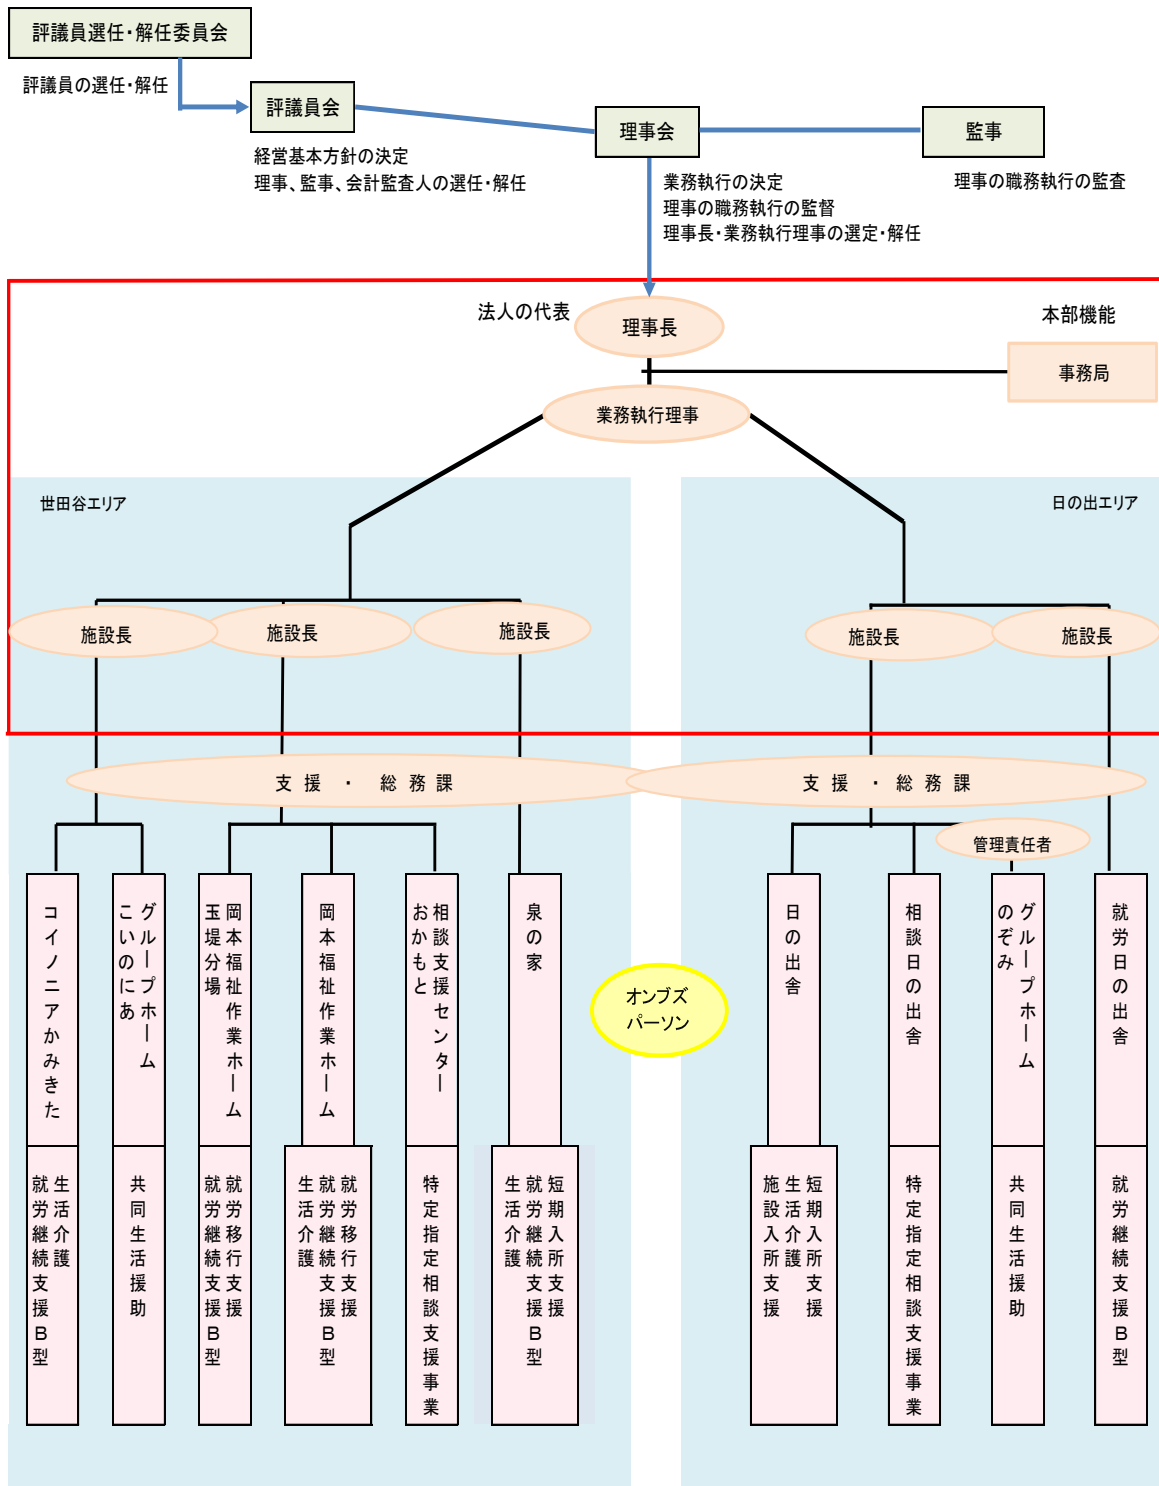 評議員選任・解任委員会
評議員の選任・解任
評議員会
経営基本方針の決定
理事、監事、会計監査人の選任・解任
理事会
業務執行の決定
理事の職務執行の監督
理事長・業務執行理事の選定・解任
監事
理事の職務執行の監査
法人の代表
理事長
本部機能
事務局
業務執行理事
世田谷エリア
日の出エリア
施設長
施設長
施設長
施設長
施設長
支援・総務課
支援・総務課
管理責任者
コイノニアかみきた
グループホーム
こいのにあ
岡本福祉作業ホーム
玉堤分場
岡本福祉作業ホーム
相談支援センター
おかもと
泉の家
オンブズ
パーソン
日の出舎
相談日の出舎
グループホーム
のぞみ
就労日の出舎
生活介護
就労継続支援B型
共同生活援助
就労移行支援
就労継続支援B型
就労移行支援
就労継続支援B型
生活介護
特定指定相談支援事業
短期入所支援
就労継続支援B型
生活介護
短期入所支援
生活介護
施設入所支援
特定指定相談支援事業
共同生活援助
就労継続支援B型